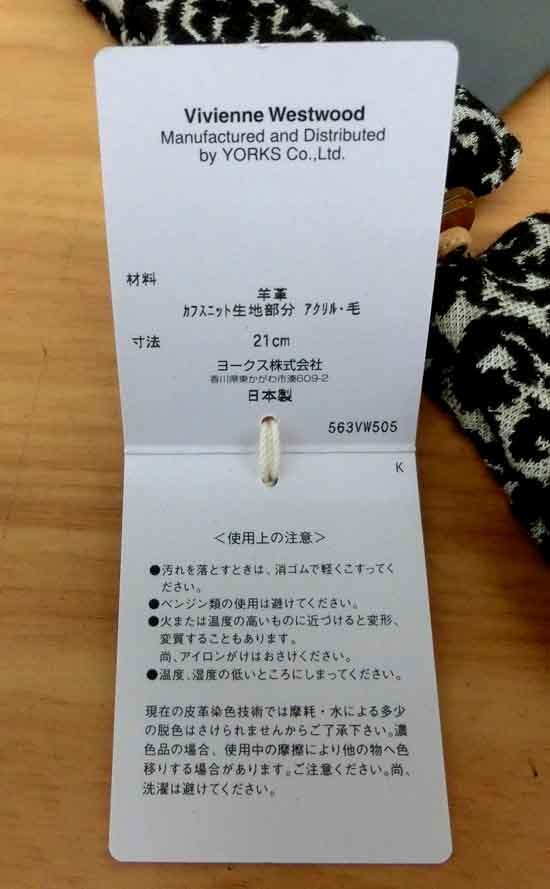 Vivienne Westwood
Manufactured and Distributed
by YORKS Co.,Ltd.
材料
羊革
カフスニット生地部分 アクリル・毛
寸法 21cm
ヨークス株式会社
香川県東かがわ市湊609-2
日本製
563VW505
K
＜使用上の注意＞
●汚れを落とすときは、消ゴムで軽くこすってく
ださい。
●ベンジン類の使用は避けてください。
●火または温度の高いものに近づけると変形、
変質することもあります。
尚、アイロンがけはおさけください。
●温度、湿度の低いところにしまってください。
現在の皮革染色技術では摩耗・水による多少
の脱色はさけられませんからご了承下さい。濃
色品の場合、使用中の摩擦により他の物へ色
移りする場合があります。ご注意ください。尚、
洗濯は避けてください。